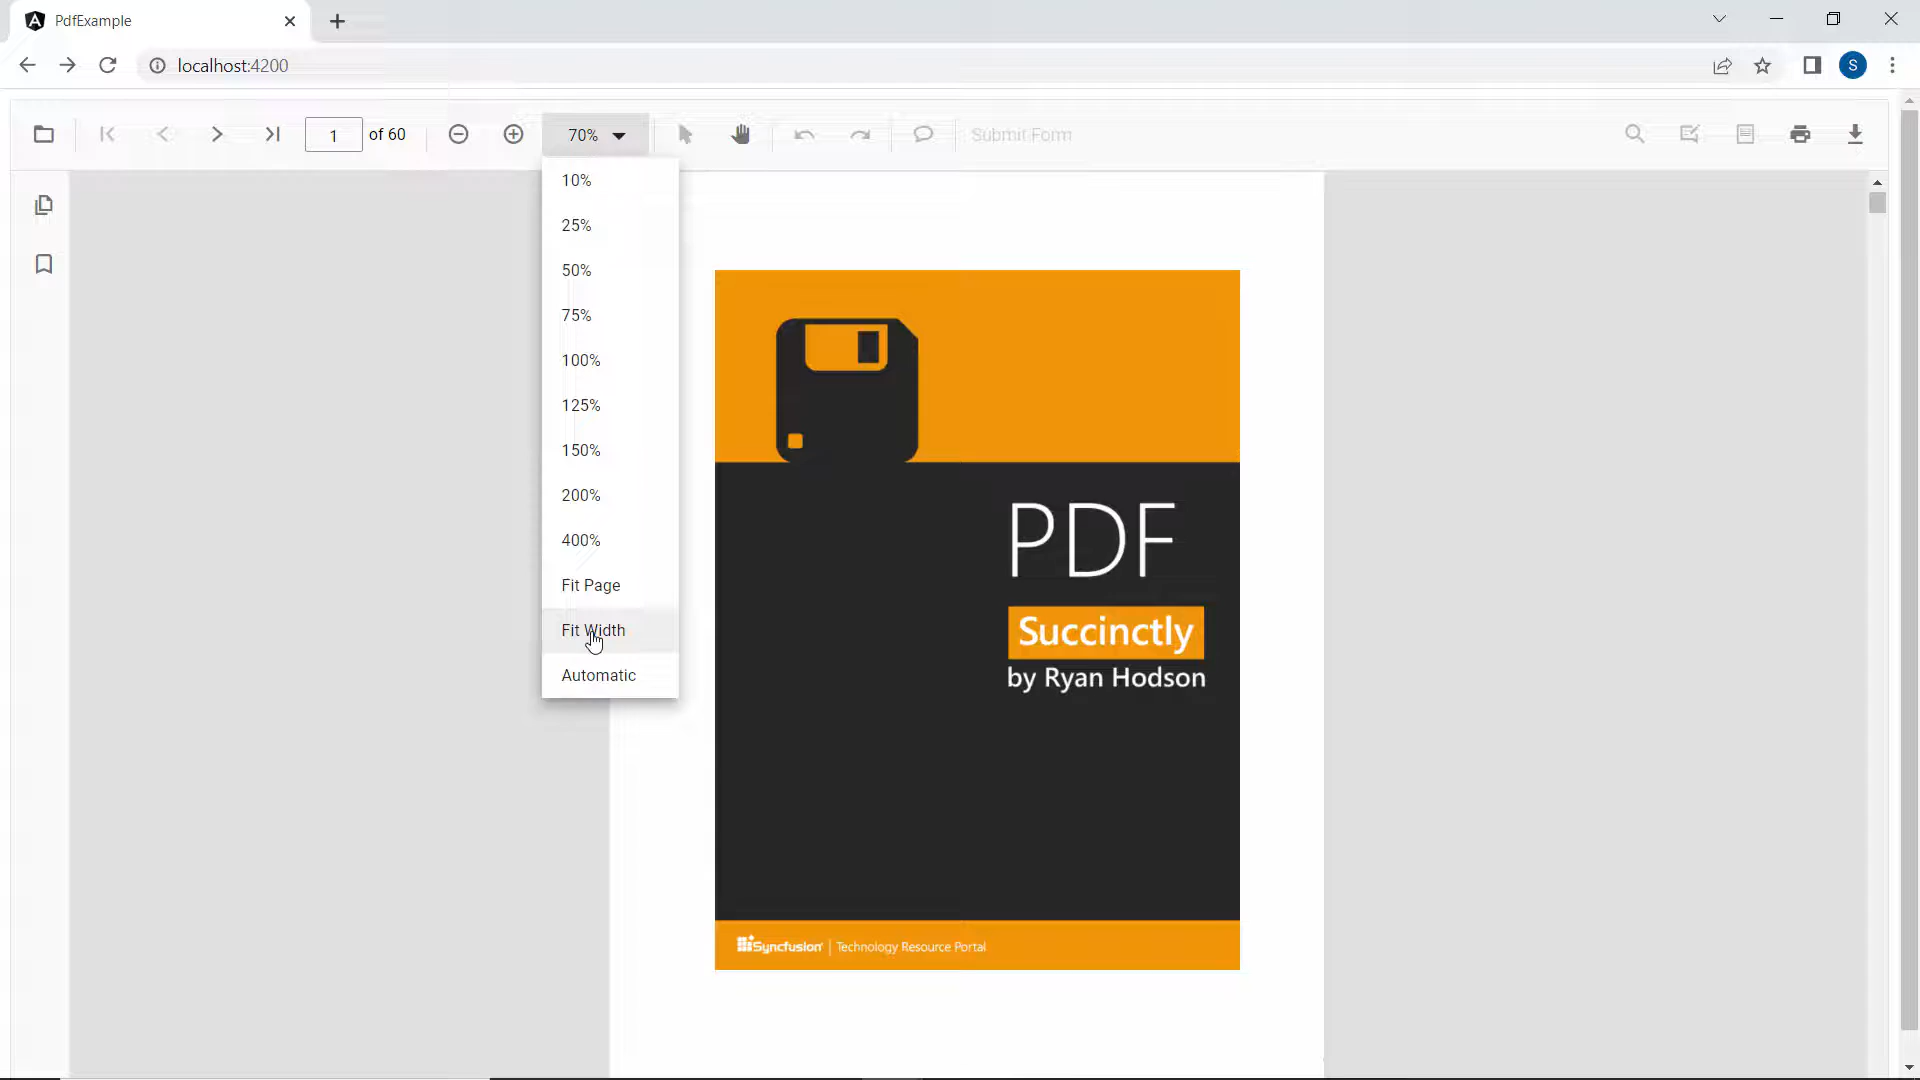 PdfExample
localhost:4200
S
1 of 60
70%
Submit Form
10%
25%
50%
75%
100%
125%
150%
200%
400%
Fit Page
Fit Width
Automatic
PDF
Succinctly
by Ryan Hodson
Syncfusion | Technology Resource Portal